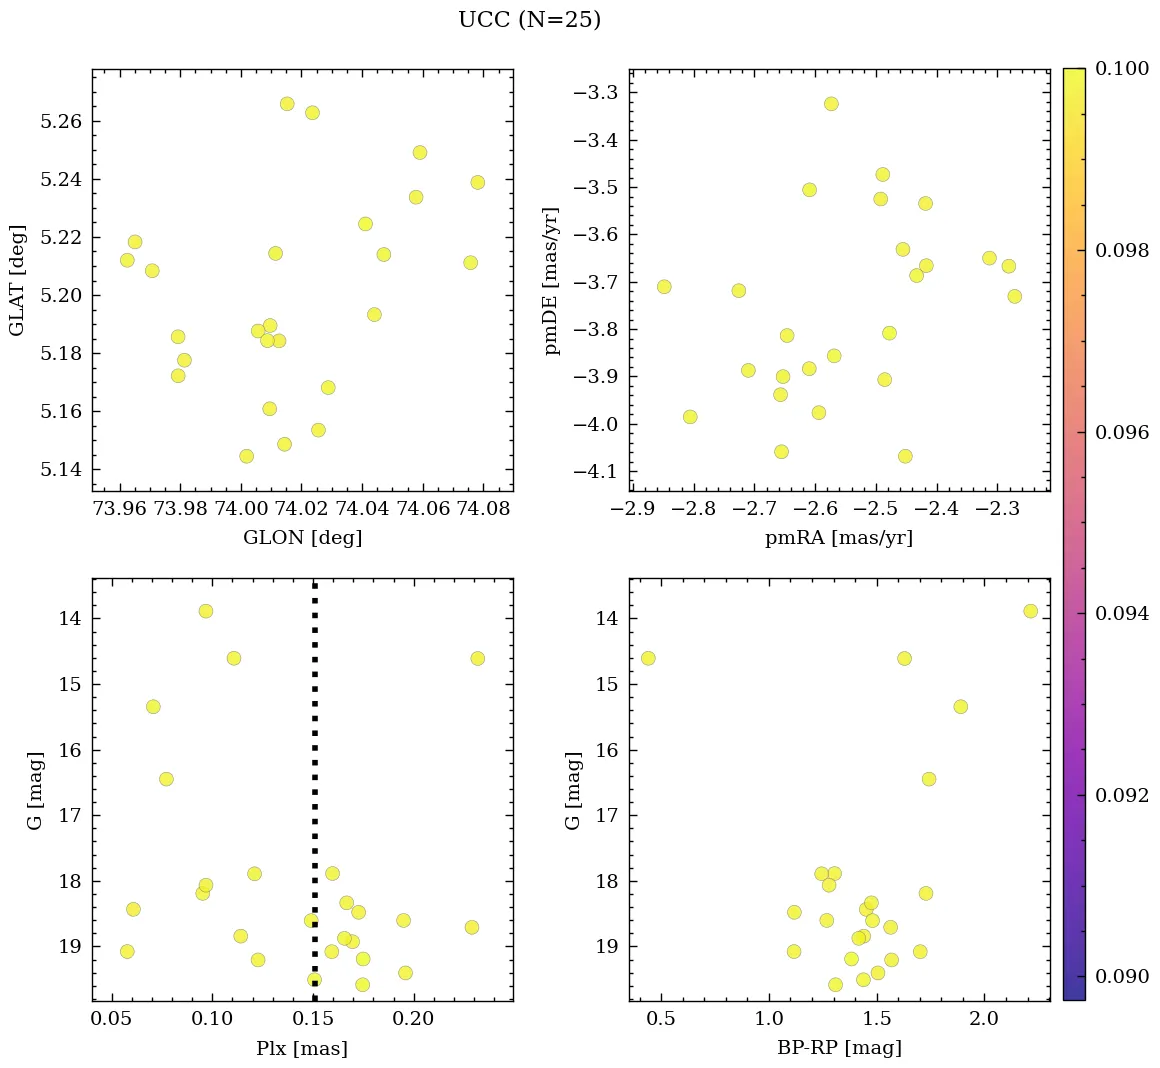 UCC (N=25)
5.26
5.24
5.22
5.20
5.18
5.16
5.14
GLAT [deg]
73.96 73.98 74.00 74.02 74.04 74.06 74.08
GLON [deg]
−3.3
−3.4
−3.5
−3.6
−3.7
−3.8
−3.9
−4.0
−4.1
pmDE [mas/yr]
−2.9 −2.8 −2.7 −2.6 −2.5 −2.4 −2.3
pmRA [mas/yr]
0.100
0.098
0.096
0.094
0.092
0.090
14
15
16
17
18
19
G [mag]
0.05 0.10 0.15 0.20
Plx [mas]
14
15
16
17
18
19
G [mag]
0.5 1.0 1.5 2.0
BP-RP [mag]